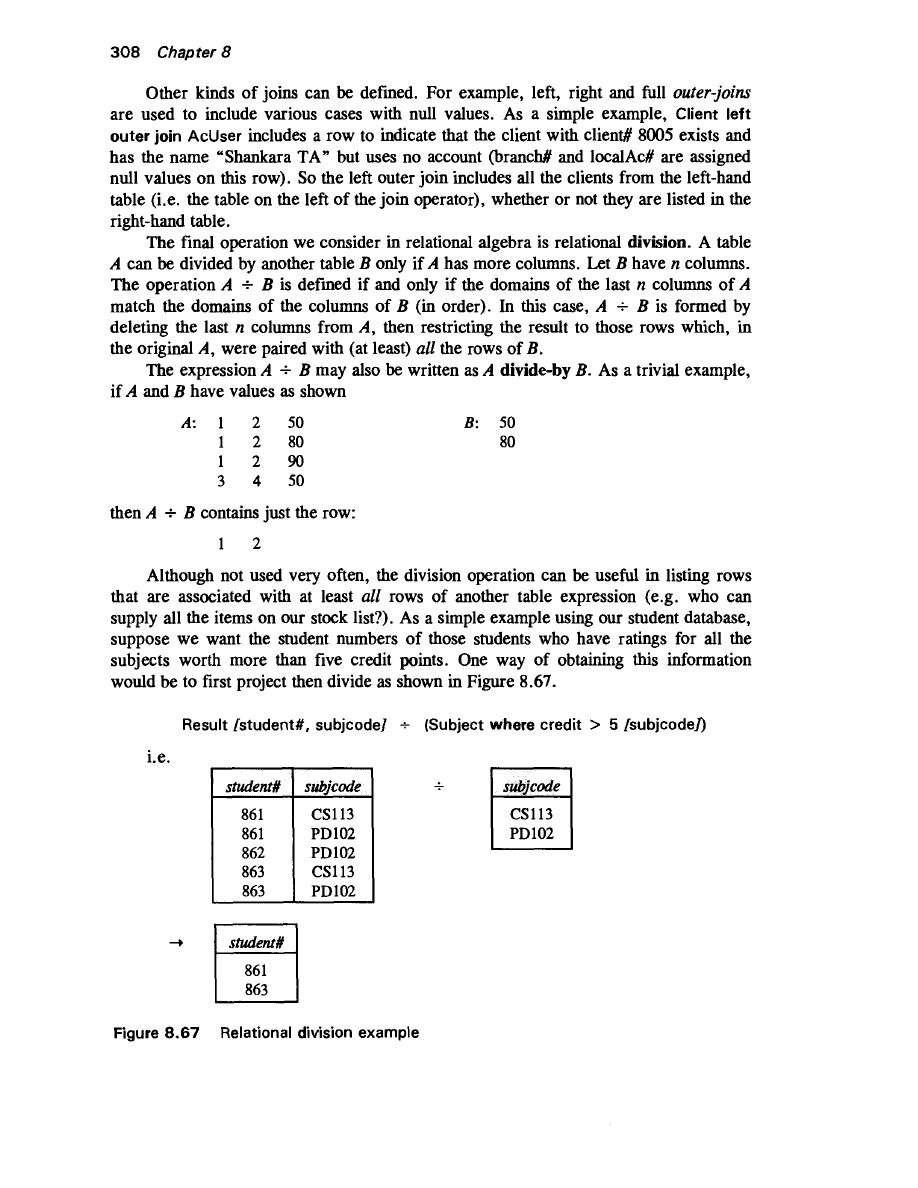 308 Chapter 8
Other kinds of joins can be defined. For example, left, right and full outer-joins
are used to include various cases with null values. As a simple example, Client left
outer join AcUser includes a row to indicate that the client with client# 8005 exists and
has the name "Shankara TA" but uses no account (branch# and localAc# are assigned
null values on this row). So the left outer join includes all the clients from the left-hand
table (i.e. the table on the left of the join operator), whether or not they are listed in the
right-hand table.
The final operation we consider in relational algebra is relational division. A table
A can be divided by another table B only if A has more columns. Let B have n columns.
The operation A ÷ B is defined if and only if the domains of the last n columns of A
match the domains of the columns of B (in order). In this case, A ÷ B is formed by
deleting the last n columns from A, then restricting the result to those rows which, in
the original A, were paired with (at least) all the rows of B.
The expression A ÷ B may also be written as A divide-by B. As a trivial example,
if A and B have values as shown
A: 1 2 50 B: 50
1 2 80 80
1 2 90
3 4 50
then A ÷ B contains just the row:
1 2
Although not used very often, the division operation can be useful in listing rows
that are associated with at least all rows of another table expression (e.g. who can
supply all the items on our stock list?). As a simple example using our student database,
suppose we want the student numbers of those students who have ratings for all the
subjects worth more than five credit points. One way of obtaining this information
would be to first project then divide as shown in Figure 8.67.
Result [student#, subjcode] ÷ (Subject where credit > 5 [subjcode])
i.e.
student# subjcode ÷ subjcode
861 CS113 CS113
861 PD102 PD102
862 PD102
863 CS113
863 PD102
→ student#
861
863
Figure 8.67 Relational division example